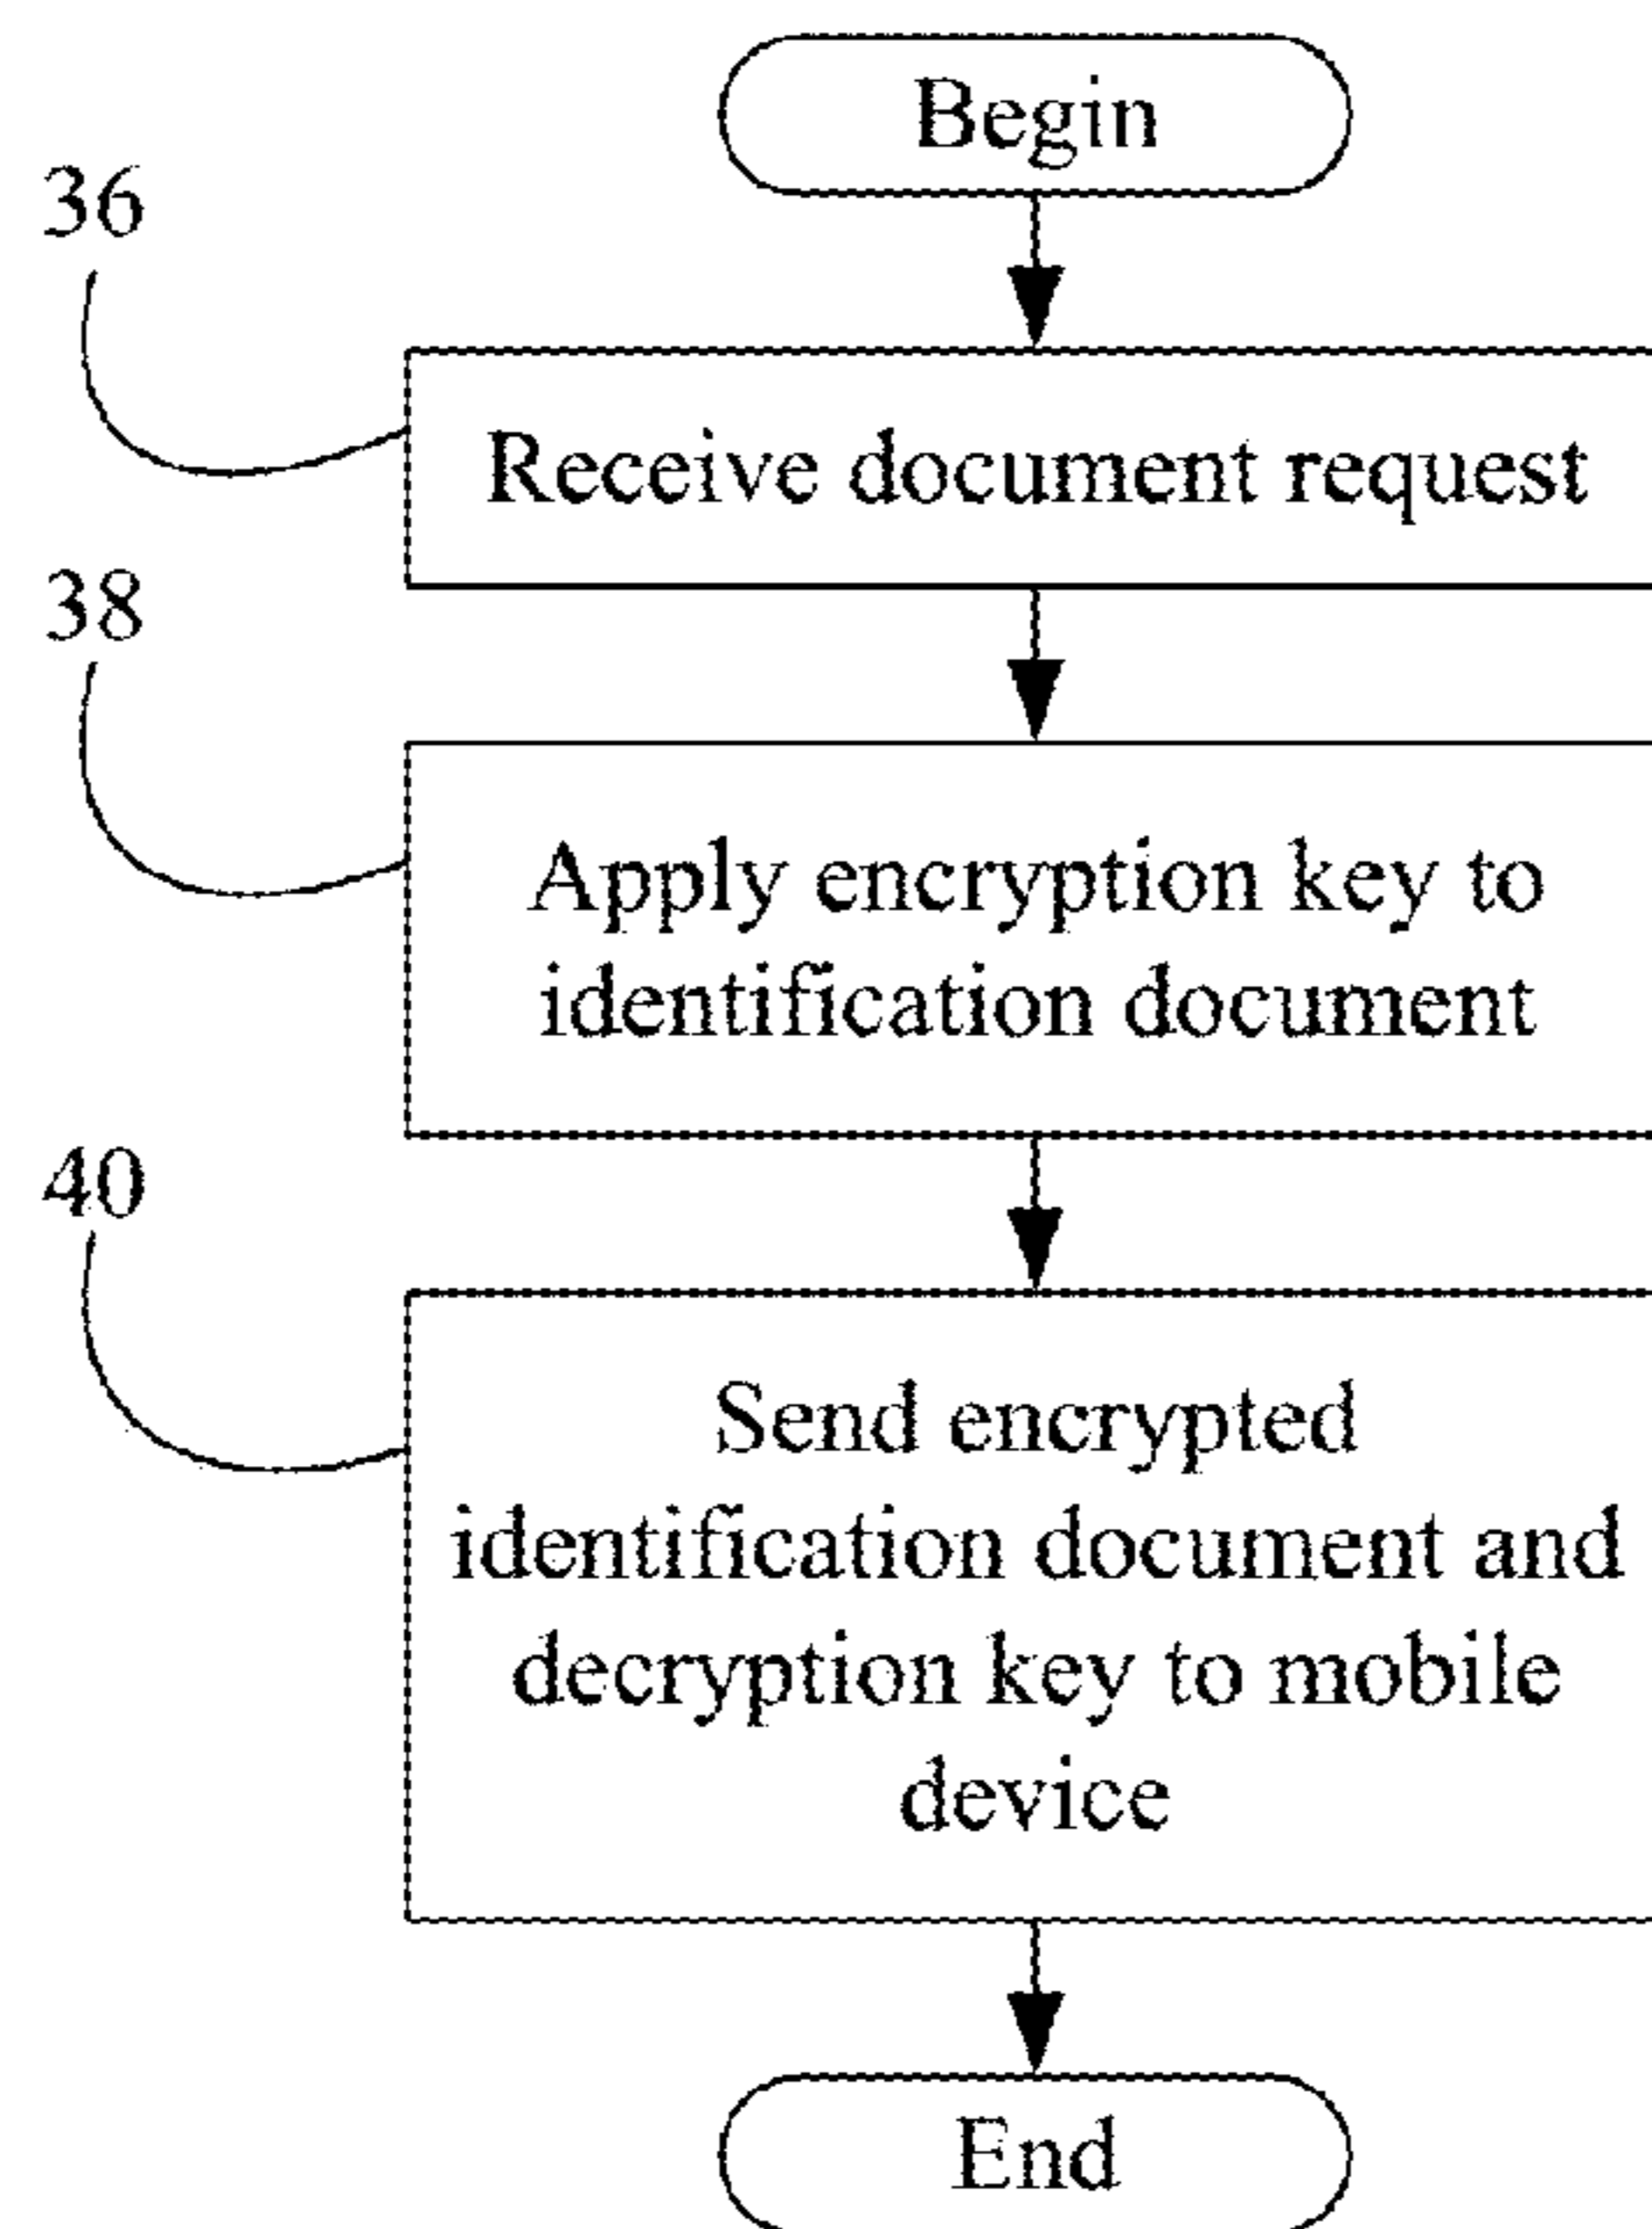 Begin
36
Receive document request
38
Apply encryption key to
identification document
40
Send encrypted
identification document and
decryption key to mobile
device
End